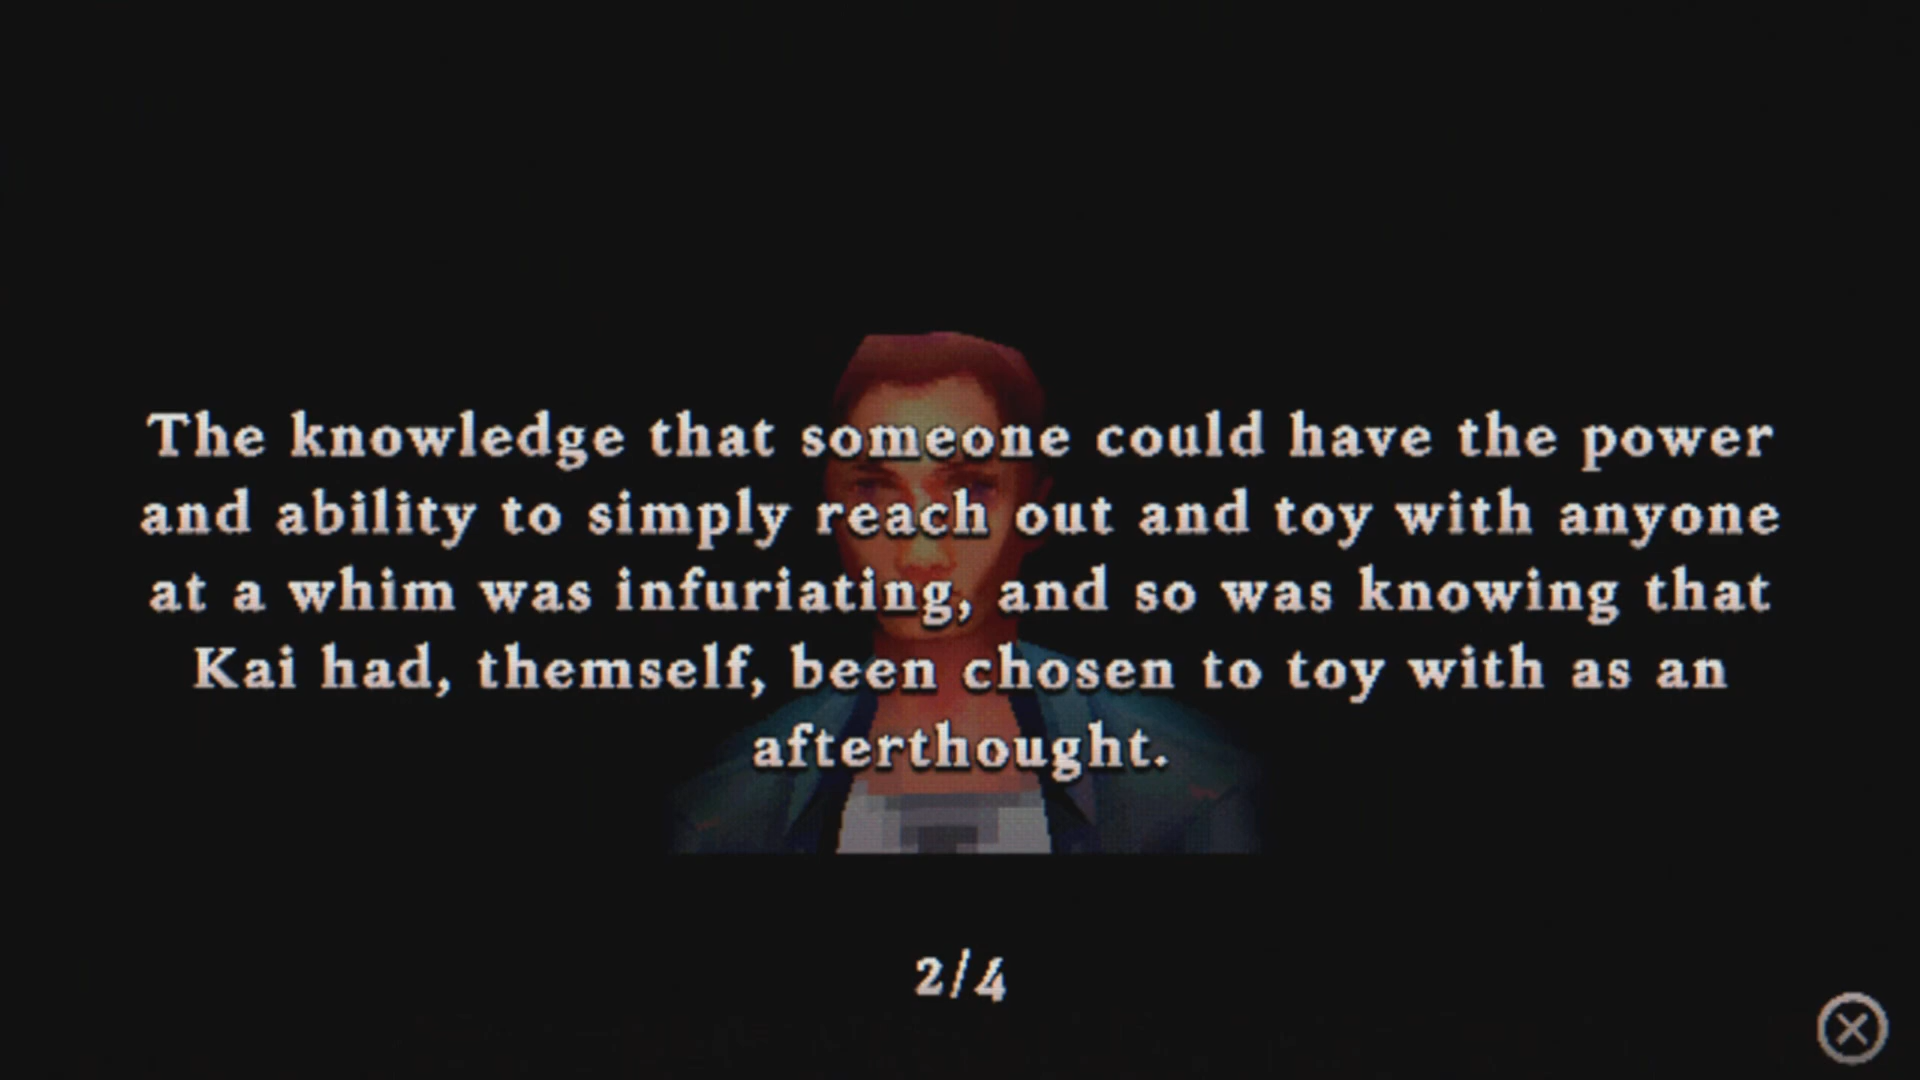 The knowledge that someone could have the power
and ability to simply reach out and toy with anyone
at a whim was infuriating, and so was knowing that
Kai had, themself, been chosen to toy with as an
afterthought.
2/4